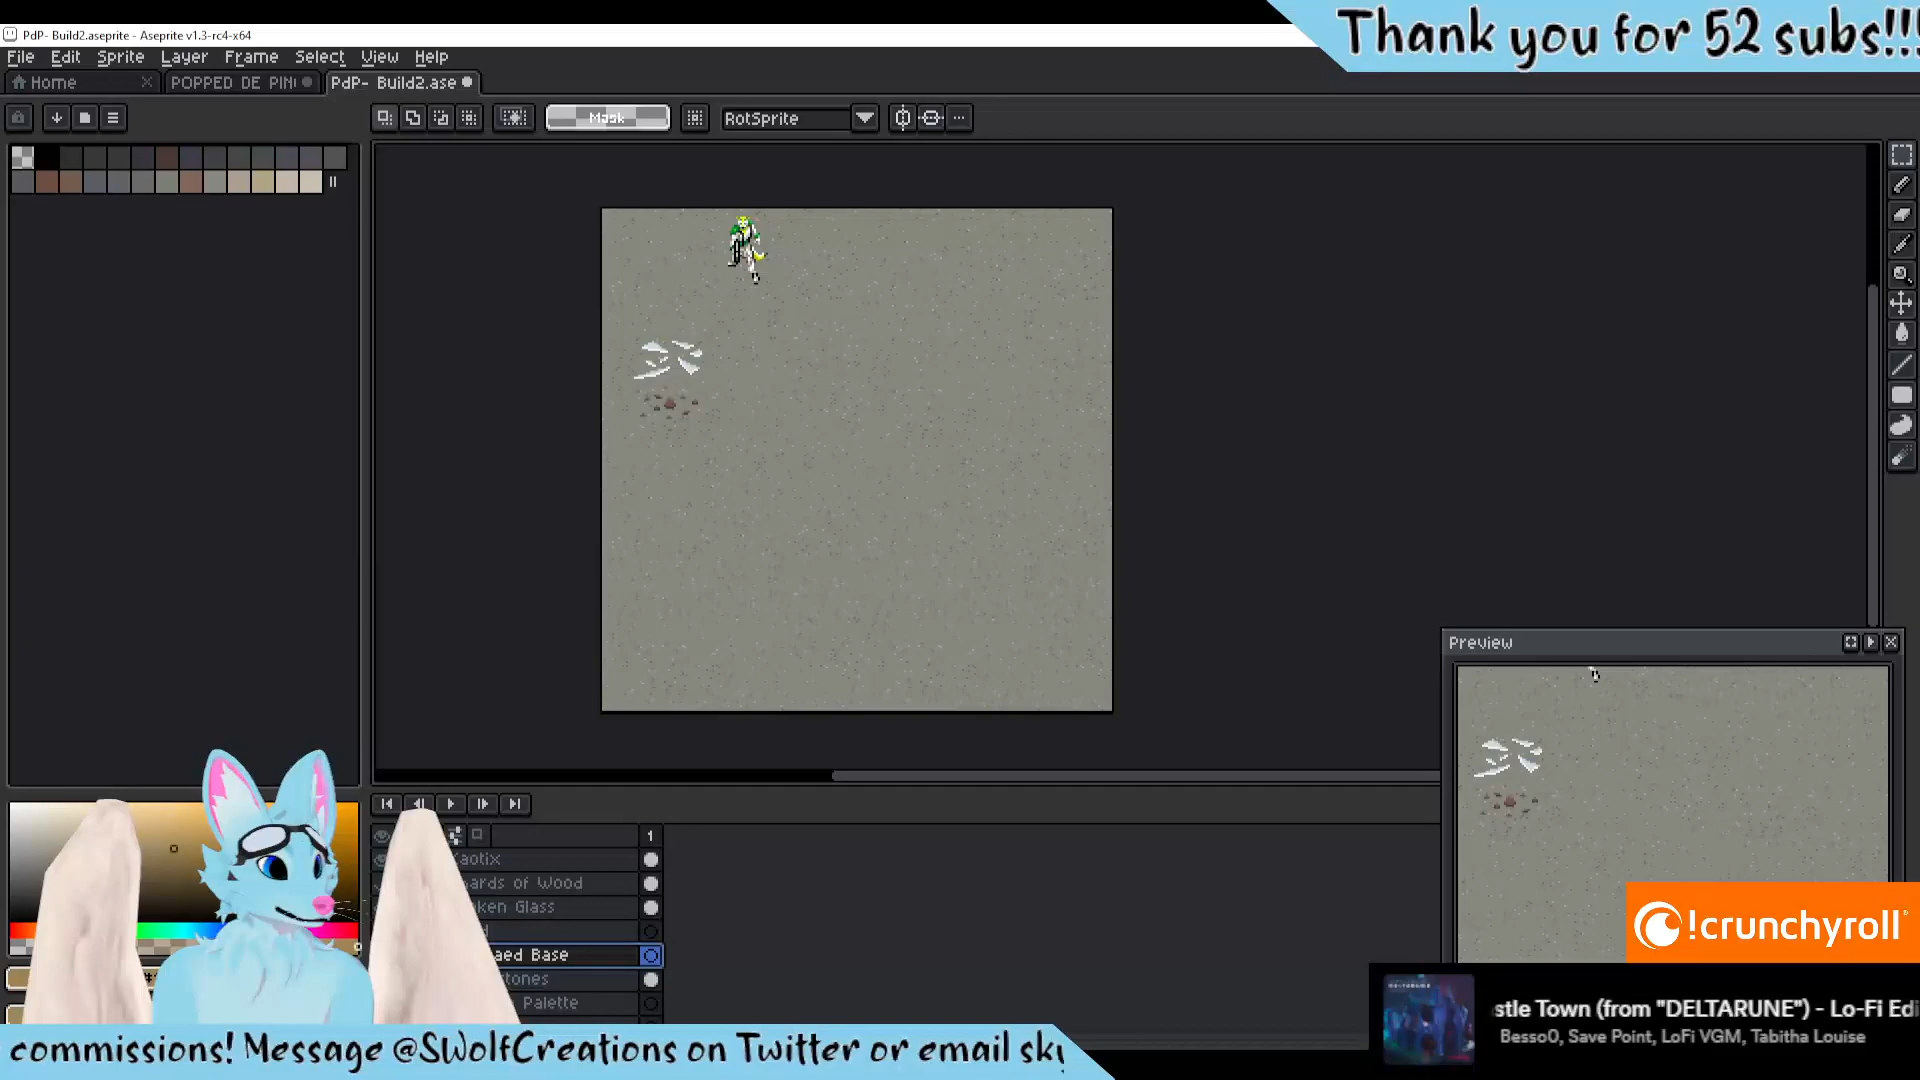 PdP- Build2.aseprite - Aseprite v1.3-rc4-x64
Thank you for 52 subs!!!
File Edit Sprite Layer Frame Select View Help
Home
POPPED DE PIN
PdP- Build2.ase
Mask
RotSprite
Preview
1
Kaotix
ards of Wood
ken Glass
d
aed Base
tones
Palette
!crunchyroll
stle Town (from "DELTARUNE") - Lo-Fi Edi
BessoO, Save Point, LoFi VGM, Tabitha Louise
commissions! Message @SWolfCreations on Twitter or email sky